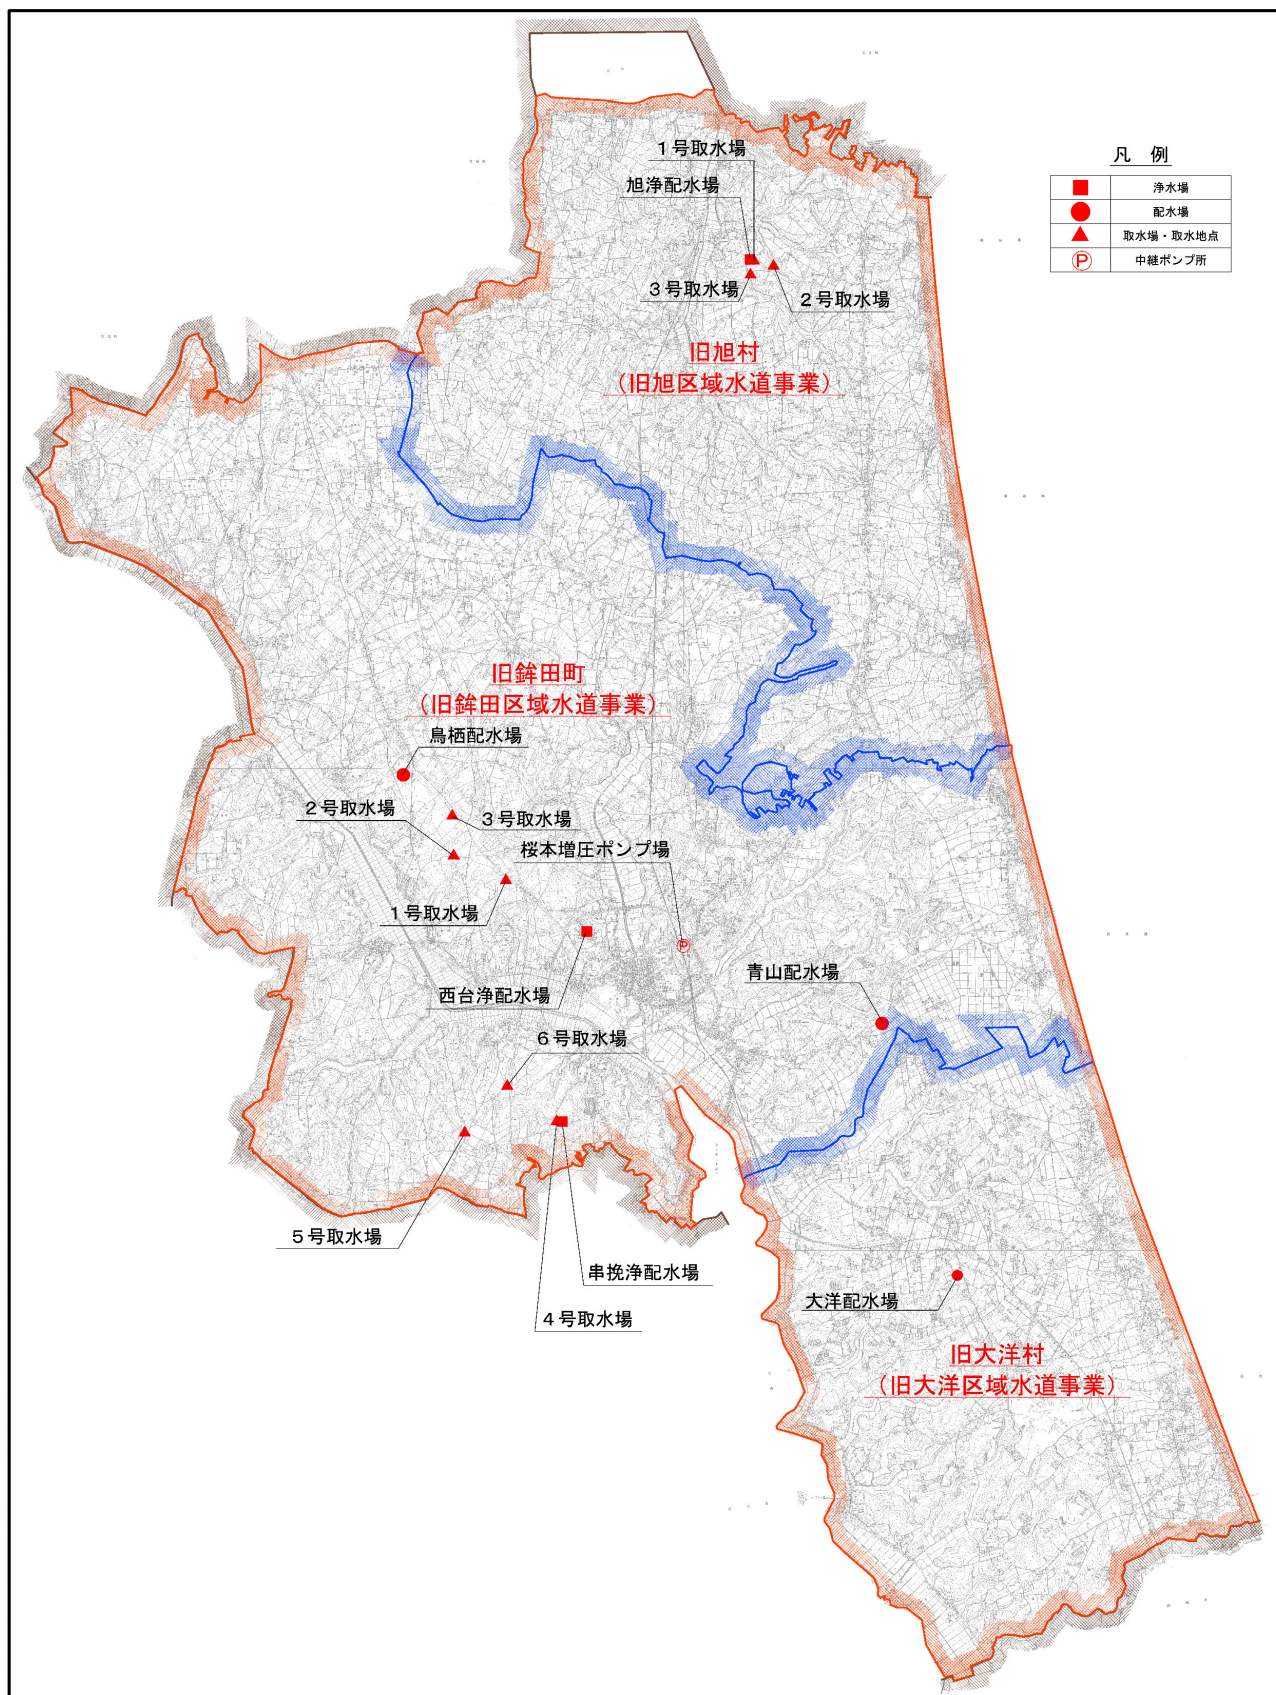 凡 例
浄水場
配水場
取水場・取水地点
P
中継ポンプ所
1号取水場
旭浄配水場
3号取水場
2号取水場
旧旭村
(旧旭区域水道事業)
旧鉾田町
(旧鉾田区域水道事業)
鳥栖配水場
2号取水場
3号取水場
桜本増圧ポンプ場
1号取水場
P
西台浄配水場
青山配水場
6号取水場
5号取水場
串挽浄配水場
4号取水場
大洋配水場
旧大洋村
(旧大洋区域水道事業)